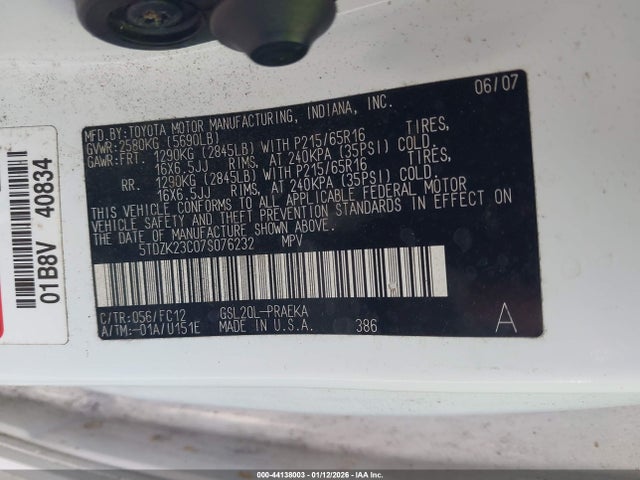 06/07
MFD.BY:TOYOTA MOTOR MANUFACTURING, INDIANA, INC.
GVWR: 2580KG (5690LB)
GAWR:FRT. 1290KG (2845LB) WITH P215/65R16 TIRES,
16X6.5JJ RIMS, AT 240KPA (35PSI) COLD.
RR. 1290KG (2845LB) WITH P215/65R16 TIRES,
16X6.5JJ RIMS, AT 240KPA (35PSI) COLD.
THIS VEHICLE CONFORMS TO ALL APPLICABLE FEDERAL MOTOR
VEHICLE SAFETY AND THEFT PREVENTION STANDARDS IN EFFECT ON
THE DATE OF MANUFACTURE SHOWN ABOVE.
5TDZK23C07S076232 MPV
C/TR:056/FC12 GSL20L-PRAEKA
A/TM:-01A/U151E MADE IN U.S.A. 386 A
01B8V 40834
000-44138003 - 01/12/2026 - IAAI.COM